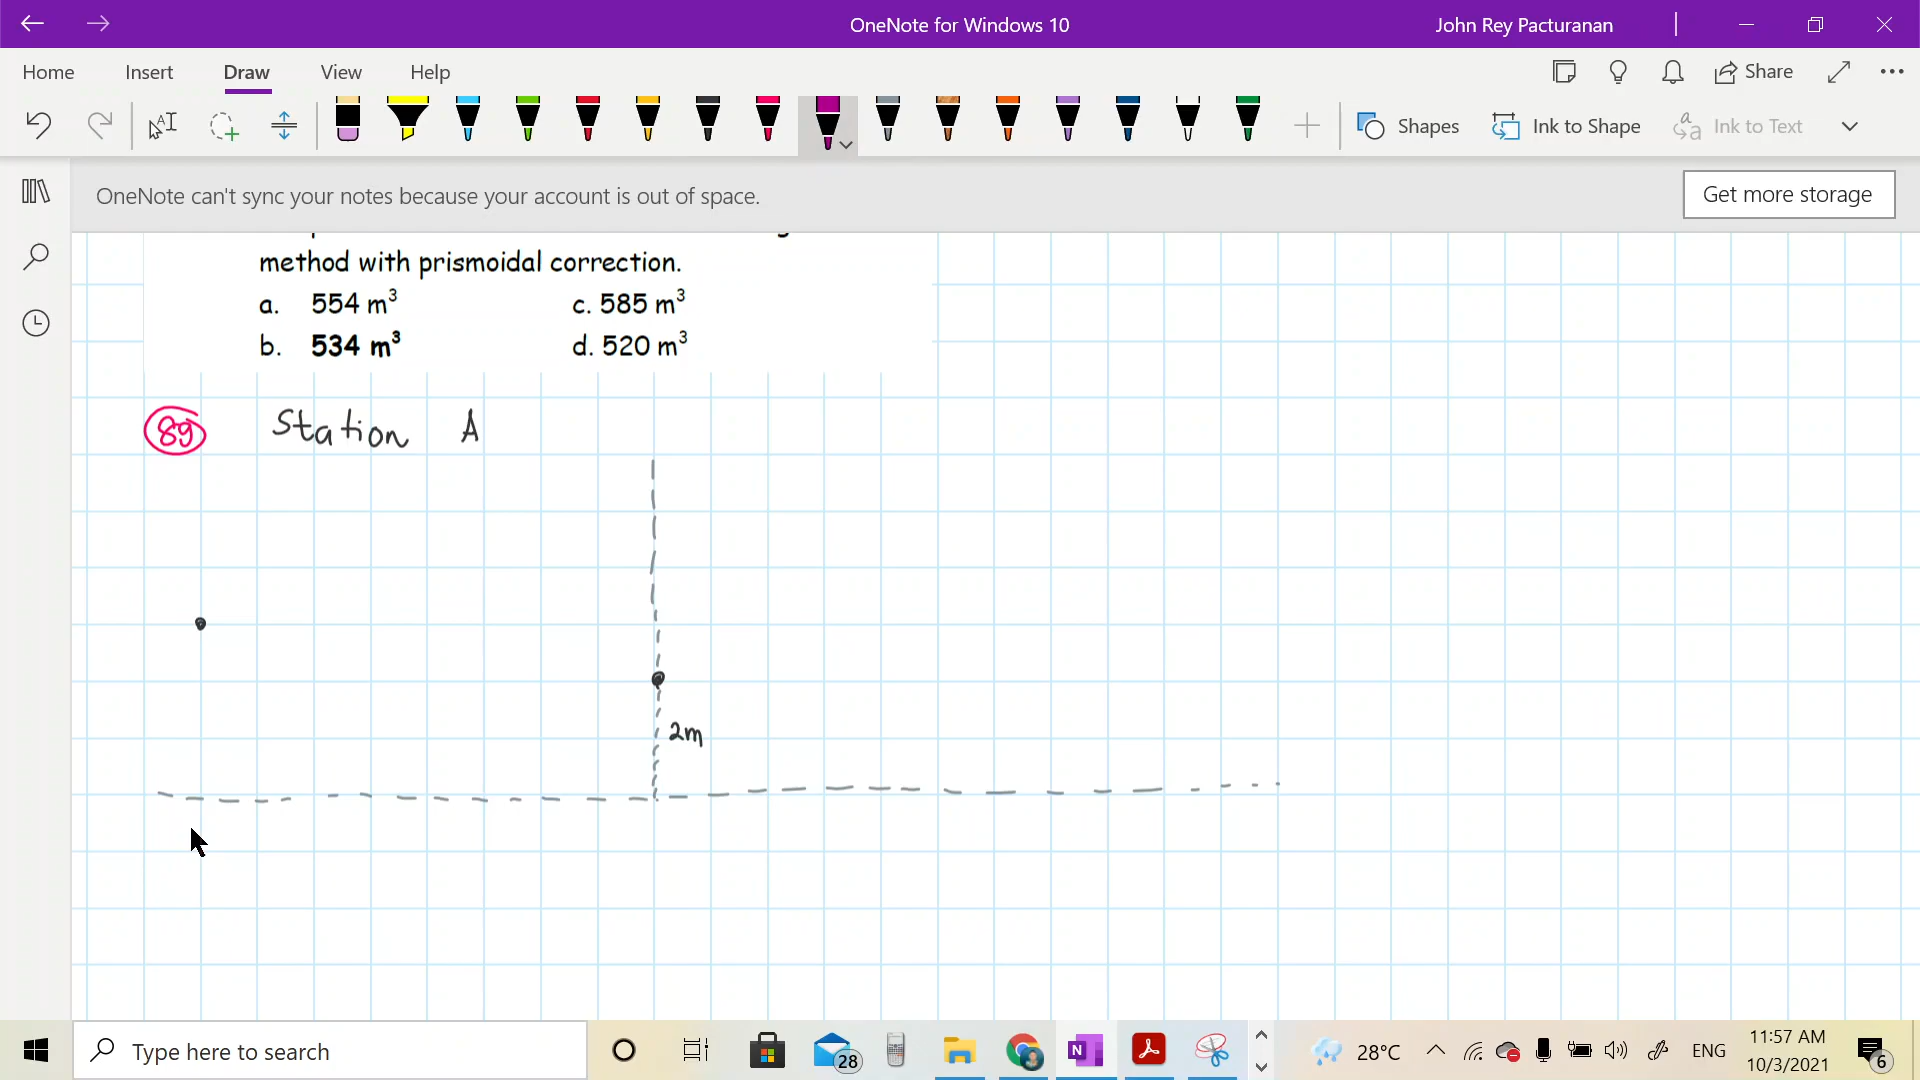 OneNote for Windows 10
John Rey Pacturanan
Home Insert Draw View Help
Share
Shapes
Ink to Shape
Ink to Text
OneNote can't sync your notes because your account is out of space.
Get more storage
method with prismoidal correction.
a. 554 m³ c. 585 m³
b. 534 m³ d. 520 m³
89 Station A
2m
Type here to search
28
28°C
ENG
11:57 AM
10/3/2021
6